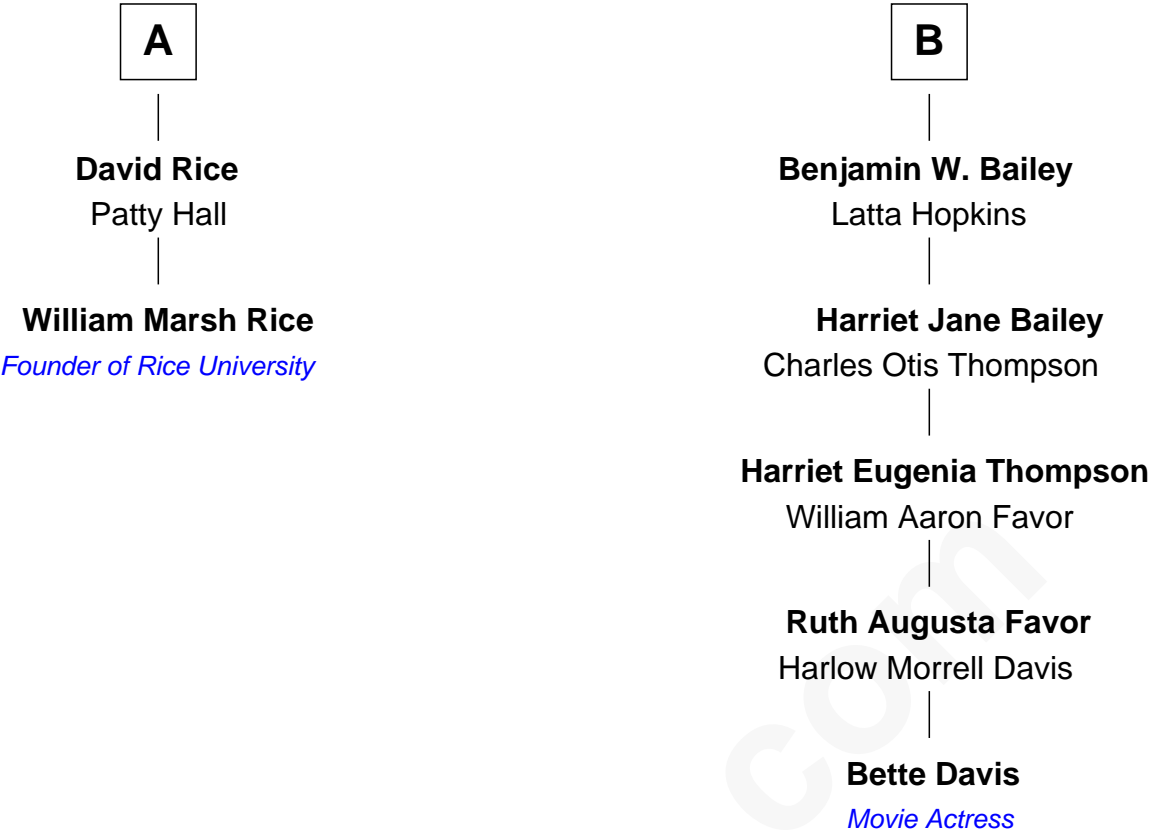 A
David Rice
Patty Hall
William Marsh Rice
Founder of Rice University
B
Benjamin W. Bailey
Latta Hopkins
Harriet Jane Bailey
Charles Otis Thompson
Harriet Eugenia Thompson
William Aaron Favor
Ruth Augusta Favor
Harlow Morrell Davis
Bette Davis
Movie Actress
com